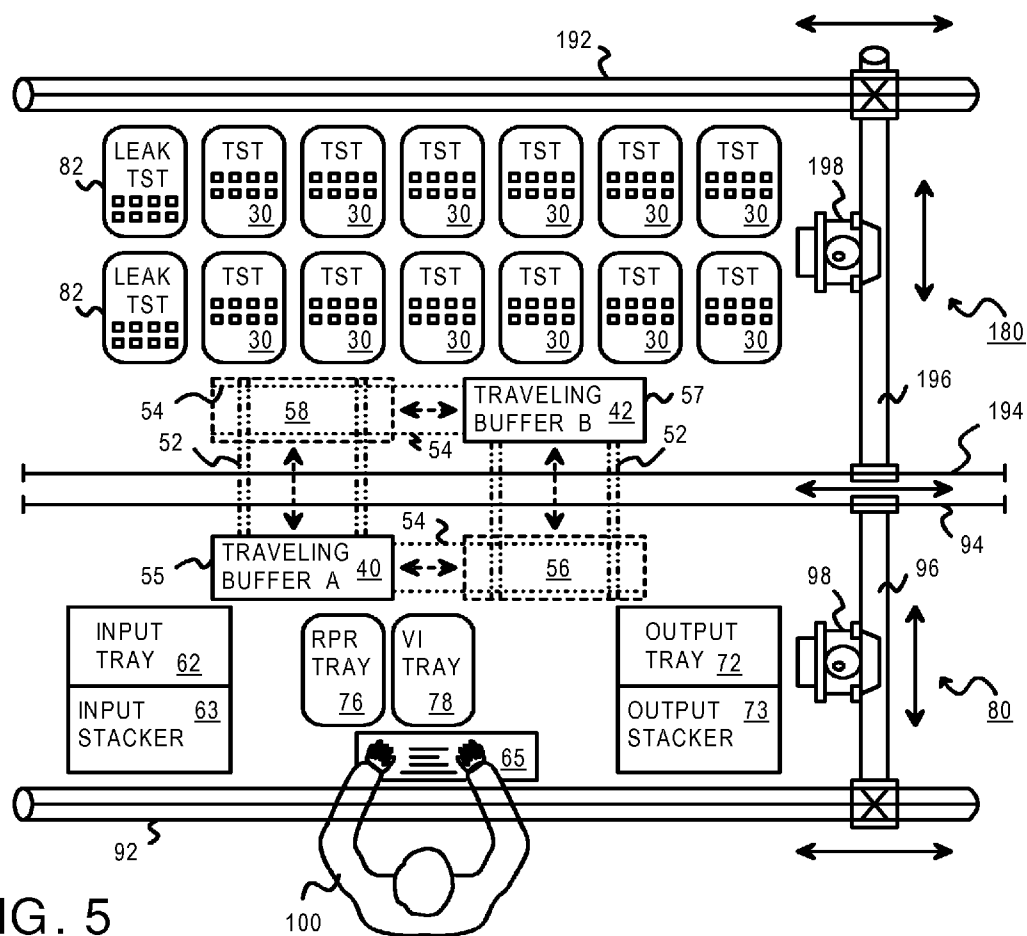 192
LEAK TST TST TST TST TST TST
TST
82
198
30 30 30 30 30 30
LEAK TST TST TST TST TST TST
TST
82
30 30 30 30 30 30
180
54
58
TRAVELING
BUFFER B 42
57
196
52
54
52
194
54
94
55
TRAVELING
BUFFER A 40
56
98
96
INPUT
TRAY 62
RPR
TRAY
76
VI
TRAY
78
OUTPUT
TRAY 72
INPUT 63
STACKER
OUTPUT 73
STACKER
80
65
92
100
IG. 5